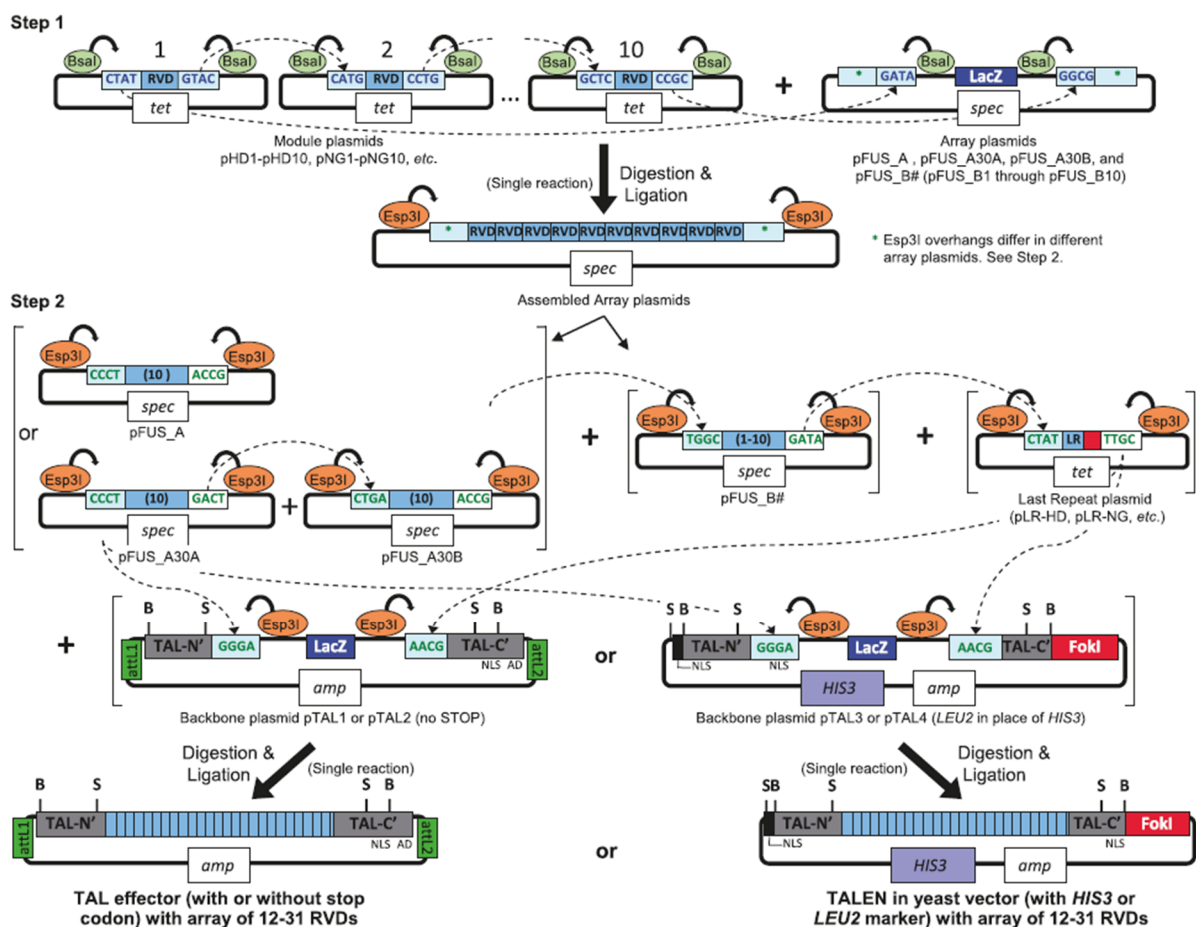 Step 1
1
2
10
BsaI
BsaI
BsaI
BsaI
BsaI
BsaI
BsaI
BsaI
CTAT RVD GTAC
CATG RVD CCTG
GCTC RVD CCGC
* GATA LacZ GGCG *
...
+
tet
tet
tet
spec
Module plasmids
pHD1-pHD10, pNG1-pNG10, etc.
Array plasmids
pFUS_A , pFUS_A30A, pFUS_A30B, and
pFUS_B# (pFUS_B1 through pFUS_B10)
(Single reaction)
Digestion &
Ligation
Esp3I
Esp3I
* RVD RVD RVD RVD RVD RVD RVD RVD RVD RVD *
spec
* Esp3I overhangs differ in different
array plasmids. See Step 2.
Assembled Array plasmids
Step 2
Esp3I
Esp3I
CCCT (10 ) ACCG
spec
pFUS_A
or
Esp3I
Esp3I
CCCT (10) GACT
spec
pFUS_A30A
+
Esp3I
Esp3I
CTGA (10) ACCG
spec
pFUS_A30B
+
Esp3I
Esp3I
TGGC (1-10) GATA
spec
pFUS_B#
+
Esp3I
Esp3I
CTAT LR TTGC
tet
Last Repeat plasmid
(pLR-HD, pLR-NG, etc.)
+
B S S B
Esp3I
Esp3I
attL1 TAL-N' GGGA LacZ AACG TAL-C' attL2
NLS AD
amp
Backbone plasmid pTAL1 or pTAL2 (no STOP)
or
S B S S B
Esp3I
Esp3I
TAL-N' GGGA LacZ AACG TAL-C' FokI
NLS NLS
HIS3 amp
Backbone plasmid pTAL3 or pTAL4 (LEU2 in place of HIS3)
Digestion &
Ligation
(Single reaction)
(Single reaction)
Digestion &
Ligation
B S S B
attL1 TAL-N' TAL-C' attL2
NLS AD
amp
TAL effector (with or without stop
codon) with array of 12-31 RVDs
or
S B S S B
TAL-N' TAL-C' FokI
NLS NLS
HIS3 amp
TALEN in yeast vector (with HIS3 or
LEU2 marker) with array of 12-31 RVDs